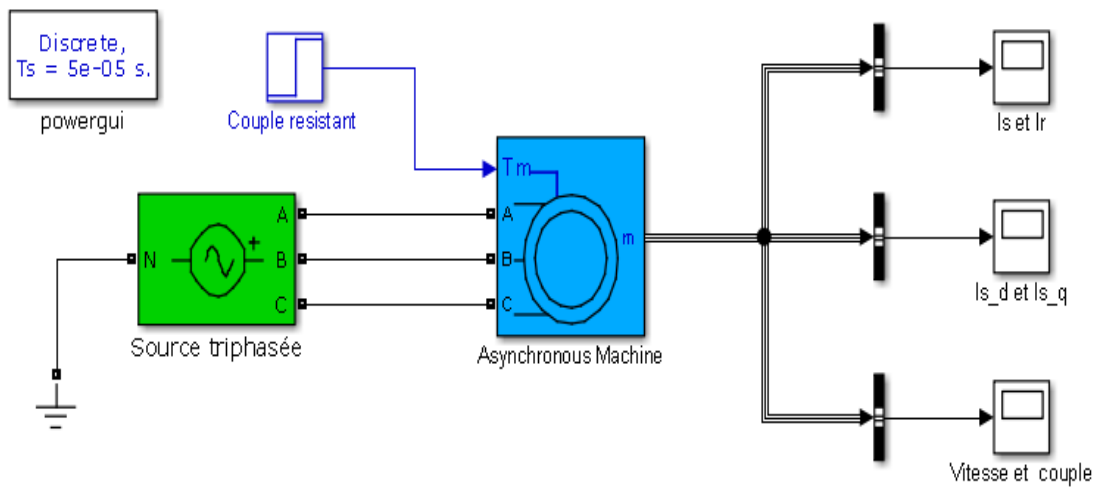 Discrete,
Ts = 5e-05 s.
powergui
Couple resistant
Is et Ir
Tm
A
B
C
m
N
A
B
C
Source triphasée
Asynchronous Machine
Is_d et Is_q
Vitesse et couple